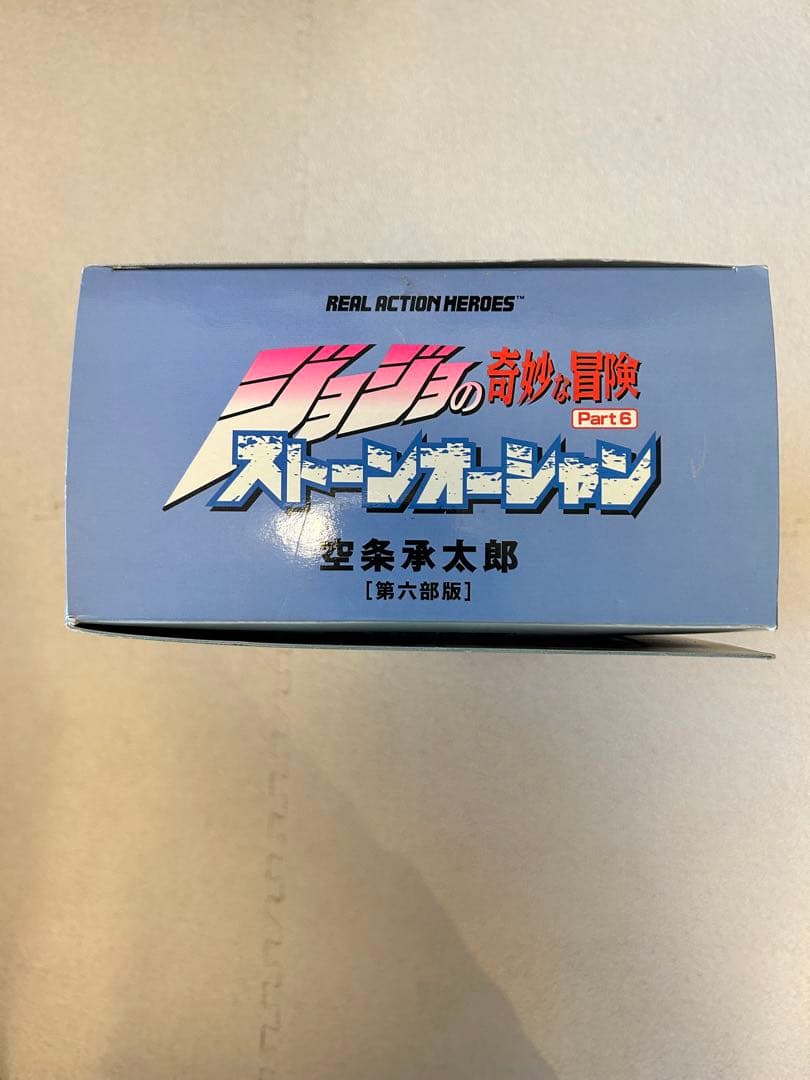 REAL ACTION HEROES™
ジョジョの奇妙な冒険
Part 6
ストーンオーシャン
空条承太郎
[第六部版]